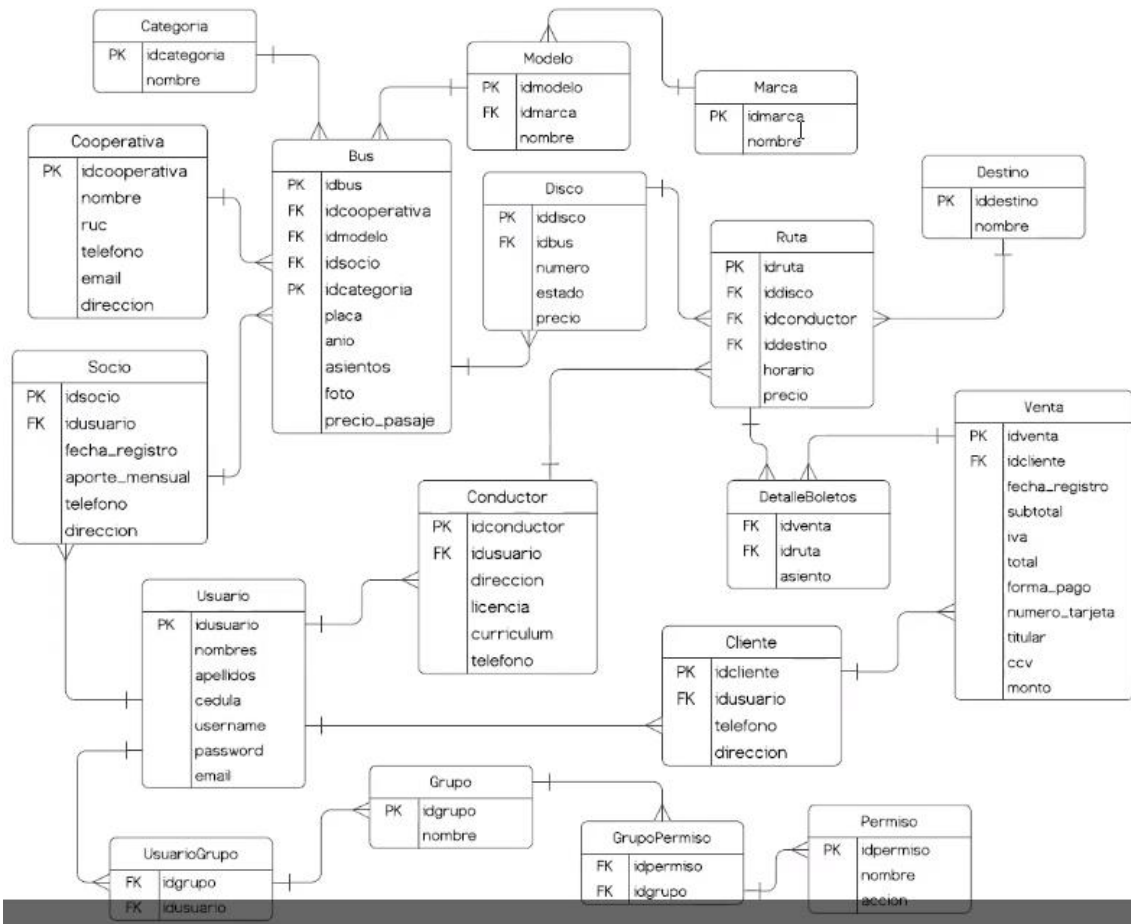 Categoria
PK idcategoria
nombre
Modelo
PK idmodelo
FK idmarca
nombre
Marca
PK idmarca
nombre
Cooperativa
PK idcooperativa
nombre
ruc
telefono
email
direccion
Bus
PK idbus
FK idcooperativa
FK idmodelo
FK idsocio
PK idcategoria
placa
anio
asientos
foto
precio_pasaje
Disco
PK iddisco
FK idbus
numero
estado
precio
Destino
PK iddestino
nombre
Ruta
PK idruta
FK iddisco
FK idconductor
FK iddestino
horario
precio
Socio
PK idsocio
FK idusuario
fecha_registro
aporte_mensual
telefono
direccion
Venta
PK idventa
FK idcliente
fecha_registro
subtotal
iva
total
forma_pago
numero_tarjeta
titular
ccv
monto
Conductor
PK idconductor
FK idusuario
direccion
licencia
curriculum
telefono
DetalleBoletos
FK idventa
FK idruta
asiento
Usuario
PK idusuario
nombres
apellidos
cedula
username
password
email
Cliente
PK idcliente
FK idusuario
telefono
direccion
Grupo
PK idgrupo
nombre
UsuarioGrupo
FK idgrupo
FK idusuario
GrupoPermiso
FK idpermiso
FK idgrupo
Permiso
PK idpermiso
nombre
accion